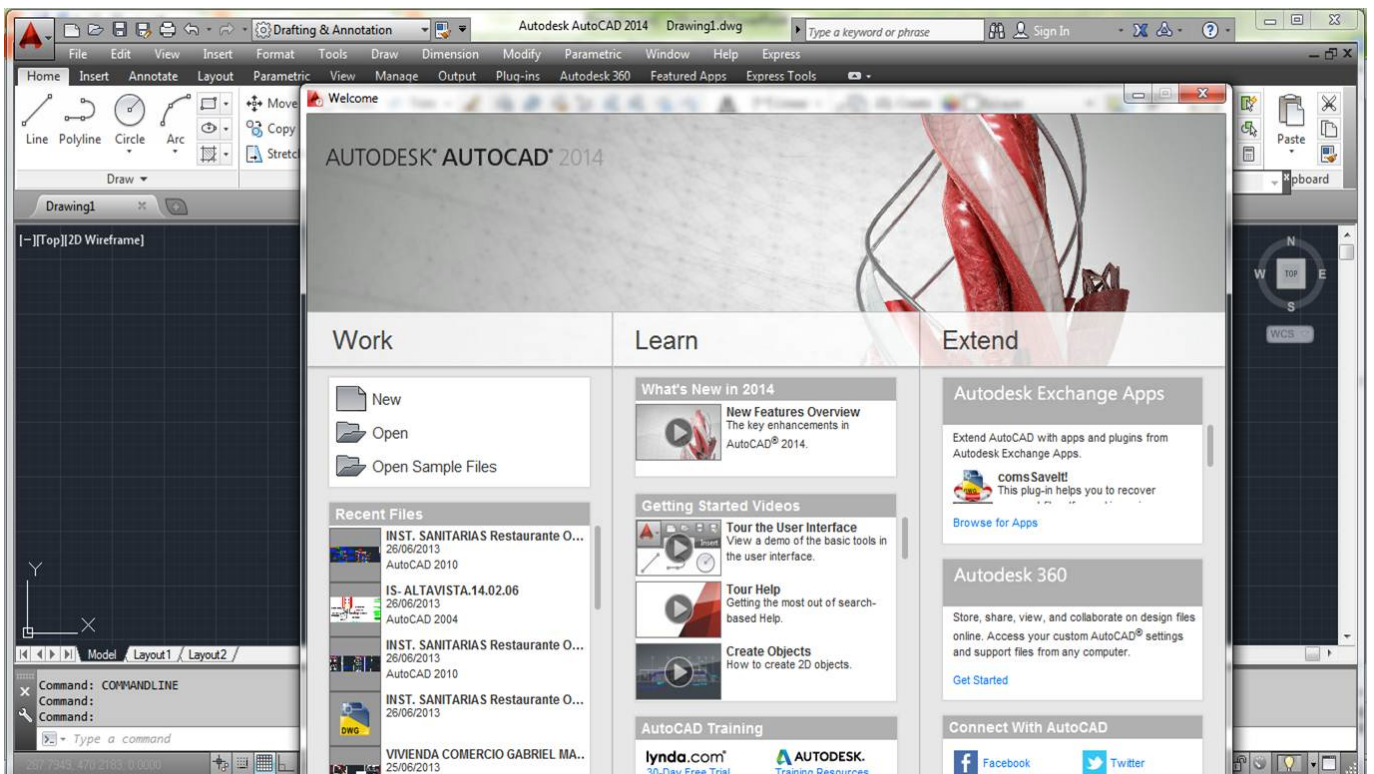 Drafting & Annotation
Autodesk AutoCAD 2014 Drawing1.dwg
Type a keyword or phrase
Sign In
File Edit View Insert Format Tools Draw Dimension Modify Parametric Window Help Express
Home Insert Annotate Layout Parametric View Manage Output Plug-ins Autodesk 360 Featured Apps Express Tools
Line Polyline Circle Arc
Move
Copy
Stretc
Draw
Paste
pboard
Drawing1
[−][Top][2D Wireframe]
N
W TOP E
S
WCS
Y
X
Model Layout1 Layout2
Command: COMMANDLINE
Command:
Command:
Type a command
Welcome
AUTODESK® AUTOCAD® 2014
Work
New
Open
Open Sample Files
Recent Files
INST. SANITARIAS Restaurante O...
26/06/2013
AutoCAD 2010
IS- ALTAVISTA.14.02.06
26/06/2013
AutoCAD 2004
INST. SANITARIAS Restaurante O...
26/06/2013
AutoCAD 2010
INST. SANITARIAS Restaurante O...
26/06/2013
DWG
VIVIENDA COMERCIO GABRIEL MA..
25/06/2013
Learn
What's New in 2014
New Features Overview
The key enhancements in
AutoCAD® 2014.
Getting Started Videos
Insert
Tour the User Interface
View a demo of the basic tools in
the user interface.
Tour Help
Getting the most out of search-
based Help.
Create Objects
How to create 2D objects.
AutoCAD Training
lynda.com®
30-Day Free Trial
AUTODESK.
Training Resources
Extend
Autodesk Exchange Apps
Extend AutoCAD with apps and plugins from
Autodesk Exchange Apps.
DWG
comsSaveIt!
This plug-in helps you to recover
Browse for Apps
Autodesk 360
Store, share, view, and collaborate on design files
online. Access your custom AutoCAD® settings
and support files from any computer.
Get Started
Connect With AutoCAD
Facebook
Twitter